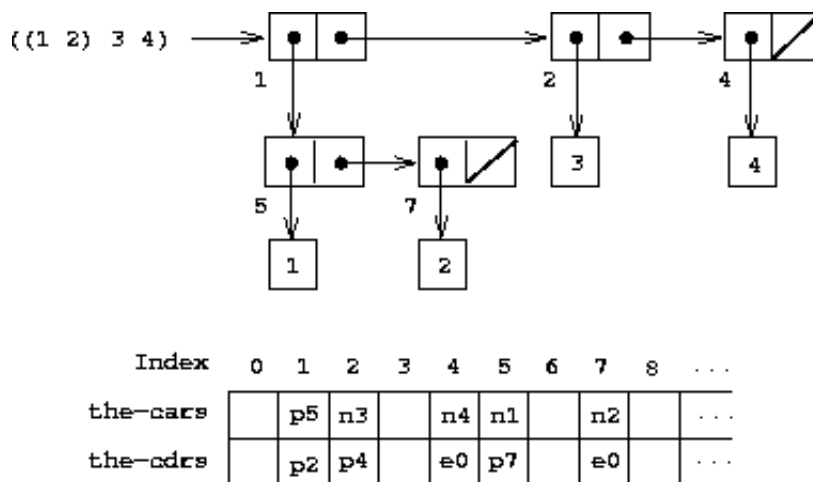 ((1 2) 3 4)
1 2 4
3 4
5 7
1 2
Index 0 1 2 3 4 5 6 7 8 ...
the-cars p5 n3 n4 n1 n2 ...
the-cdrs p2 p4 e0 p7 e0 ...